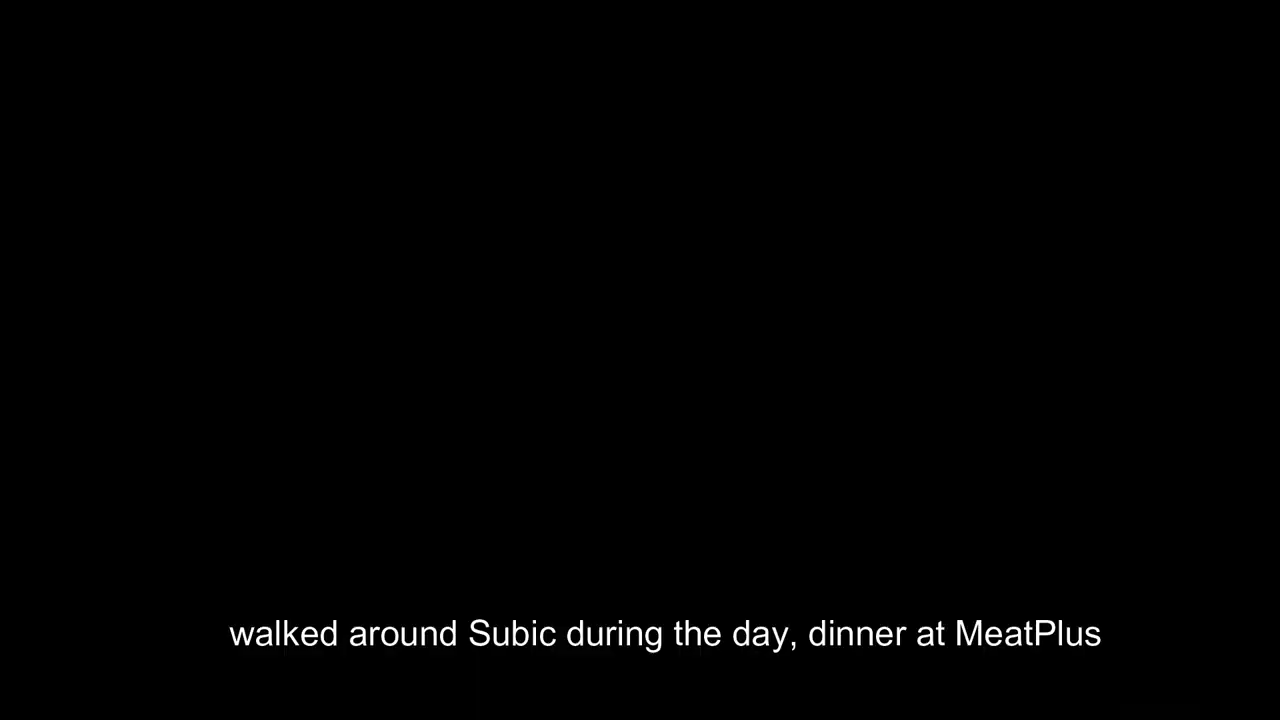 walked around Subic during the day, dinner at MeatPlus